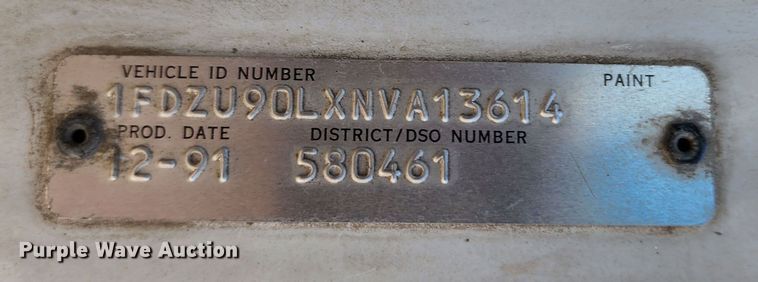 VEHICLE ID NUMBER PAINT
1FDZU90LXNVA13614
PROD. DATE DISTRICT/DSO NUMBER
12-91 580461
Purple Wave Auction